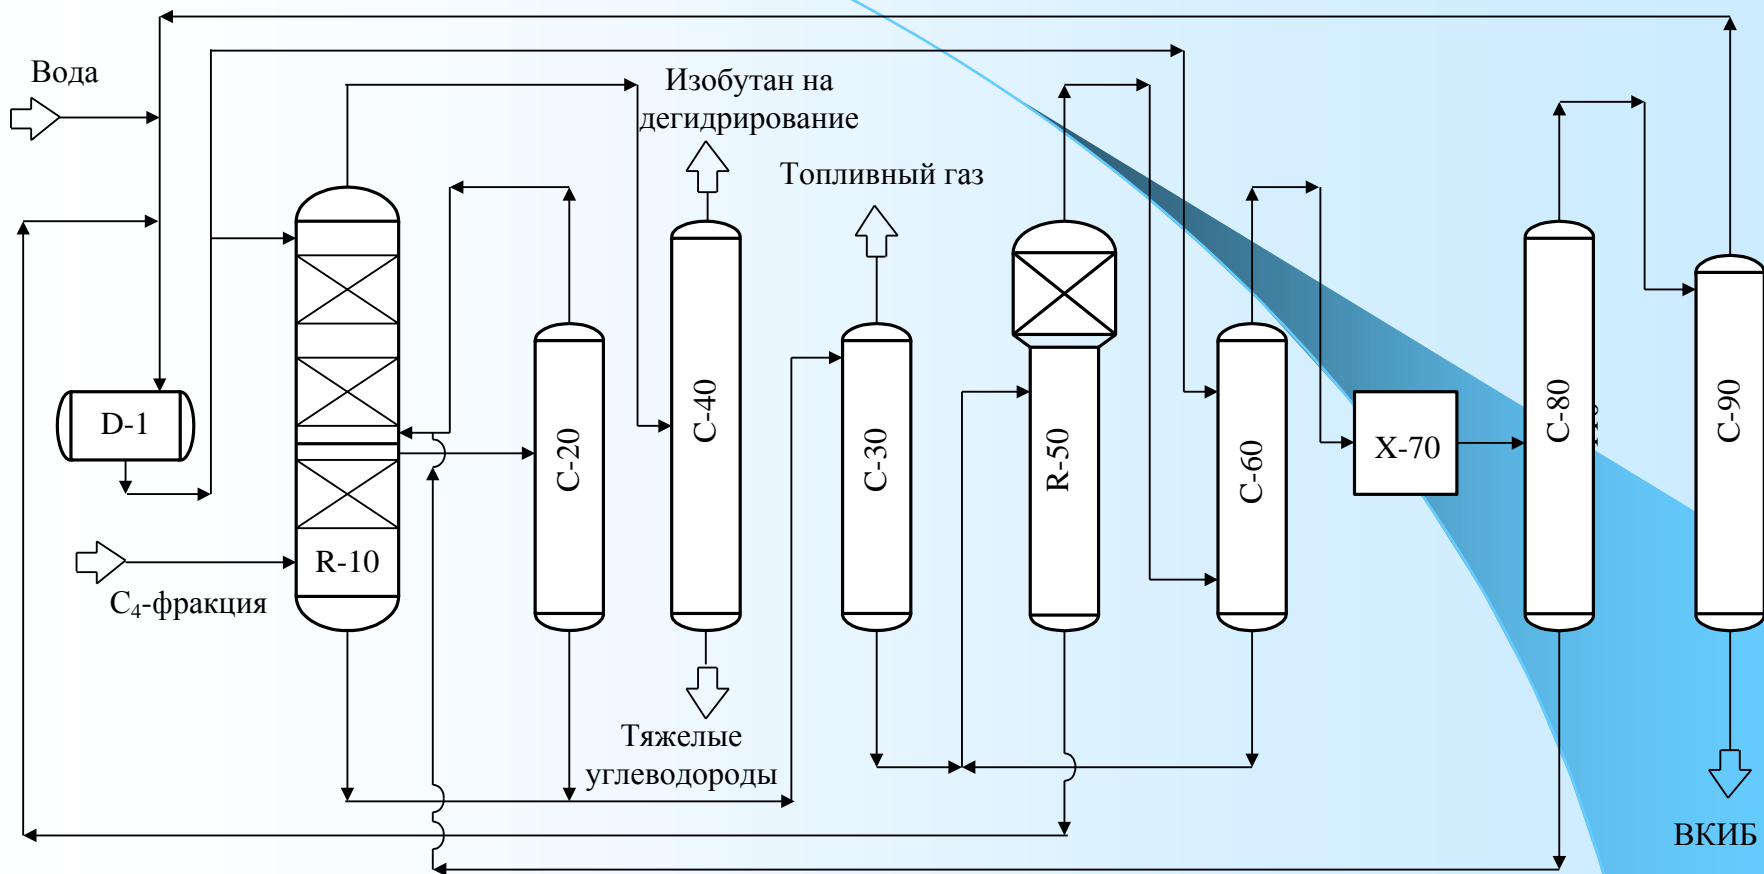 Вода
Изобутан на
дегидрирование
Топливный газ
D-1
R-10
C-20
C-40
C-30
R-50
C-60
X-70
C-80
C-90
C₄-фракция
Тяжелые
углеводороды
ВКИБ